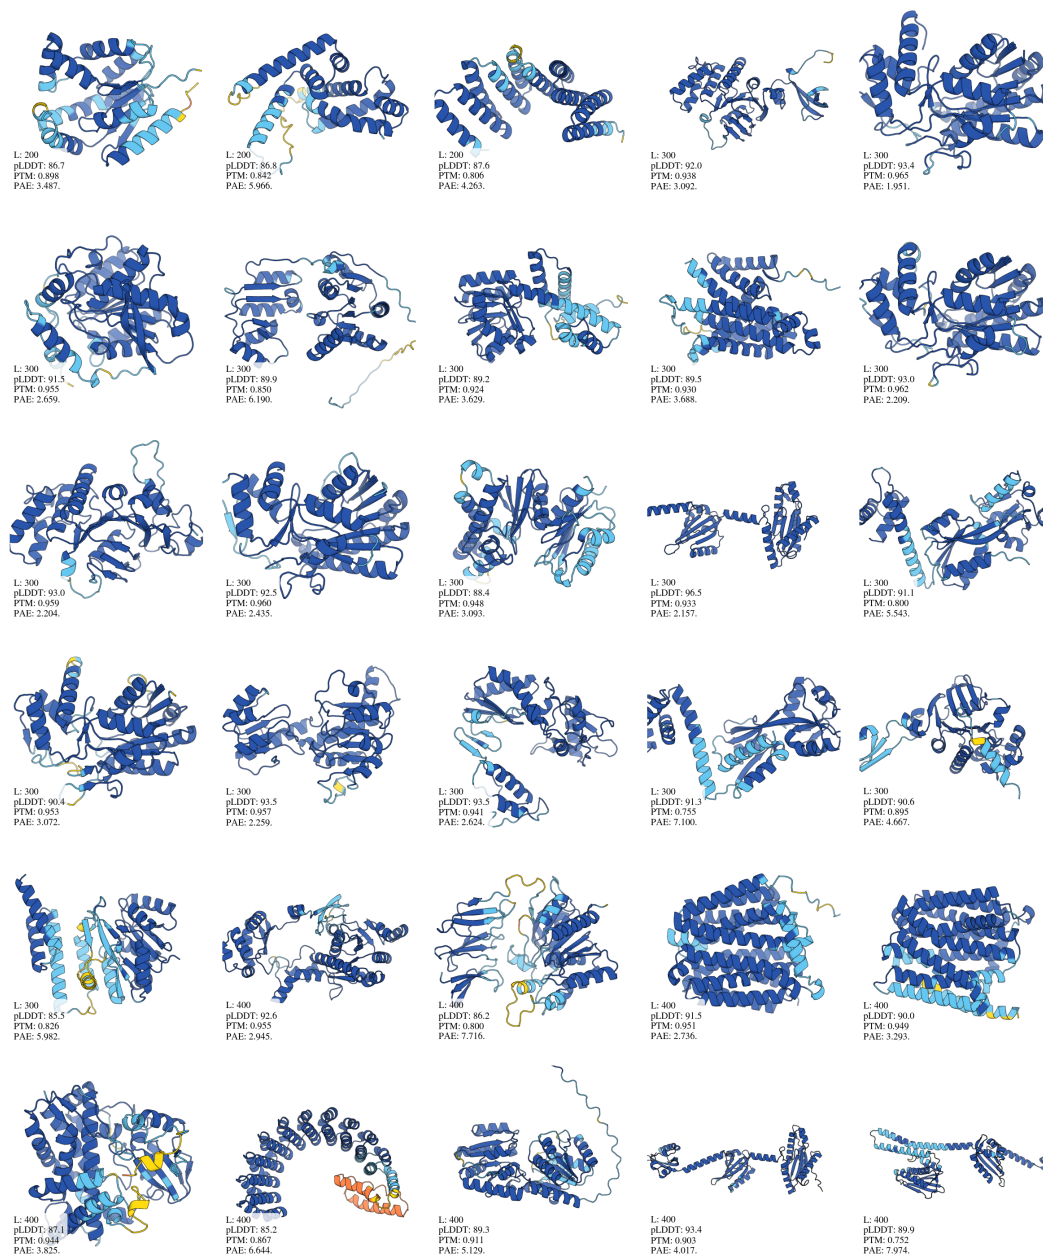 L: 200
pLDDT: 86.7
PTM: 0.898
PAE: 3.487.
L: 200
pLDDT: 86.8
PTM: 0.842
PAE: 5.966.
L: 200
pLDDT: 87.6
PTM: 0.806
PAE: 4.263.
L: 300
pLDDT: 92.0
PTM: 0.938
PAE: 3.092.
L: 300
pLDDT: 93.4
PTM: 0.965
PAE: 1.951.
L: 300
pLDDT: 91.5
PTM: 0.955
PAE: 2.659.
L: 300
pLDDT: 89.9
PTM: 0.850
PAE: 6.190.
L: 300
pLDDT: 89.2
PTM: 0.924
PAE: 3.629.
L: 300
pLDDT: 89.5
PTM: 0.930
PAE: 3.688.
L: 300
pLDDT: 93.0
PTM: 0.962
PAE: 2.209.
L: 300
pLDDT: 93.0
PTM: 0.959
PAE: 2.204.
L: 300
pLDDT: 92.5
PTM: 0.960
PAE: 2.435.
L: 300
pLDDT: 88.4
PTM: 0.948
PAE: 3.093.
L: 300
pLDDT: 96.5
PTM: 0.933
PAE: 2.157.
L: 300
pLDDT: 91.1
PTM: 0.800
PAE: 5.543.
L: 300
pLDDT: 90.4
PTM: 0.953
PAE: 3.072.
L: 300
pLDDT: 93.5
PTM: 0.957
PAE: 2.259.
L: 300
pLDDT: 93.5
PTM: 0.941
PAE: 2.624.
L: 300
pLDDT: 91.3
PTM: 0.755
PAE: 7.100.
L: 300
pLDDT: 90.6
PTM: 0.895
PAE: 4.667.
L: 300
pLDDT: 85.5
PTM: 0.826
PAE: 5.982.
L: 400
pLDDT: 92.6
PTM: 0.955
PAE: 2.945.
L: 400
pLDDT: 86.2
PTM: 0.800
PAE: 7.716.
L: 400
pLDDT: 91.5
PTM: 0.951
PAE: 2.736.
L: 400
pLDDT: 90.0
PTM: 0.949
PAE: 3.293.
L: 400
pLDDT: 87.1
PTM: 0.944
PAE: 3.825.
L: 400
pLDDT: 85.2
PTM: 0.867
PAE: 6.644.
L: 400
pLDDT: 89.3
PTM: 0.911
PAE: 5.129.
L: 400
pLDDT: 93.4
PTM: 0.903
PAE: 4.017.
L: 400
pLDDT: 89.9
PTM: 0.752
PAE: 7.974.